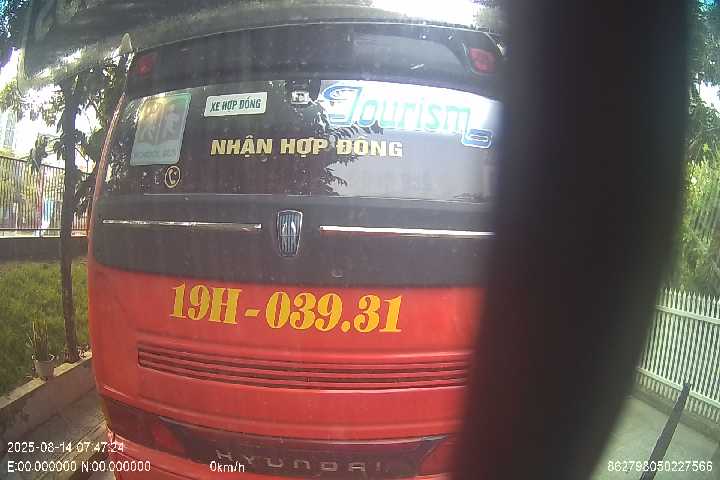 XE HỢP ĐỒNG
Tourism
NHẬN HỢP ĐỒNG
19H-039.31
HYUNDAI
2025-08-14 07:47:24
E:00.000000 N:00.000000 0km/h
862798050227566